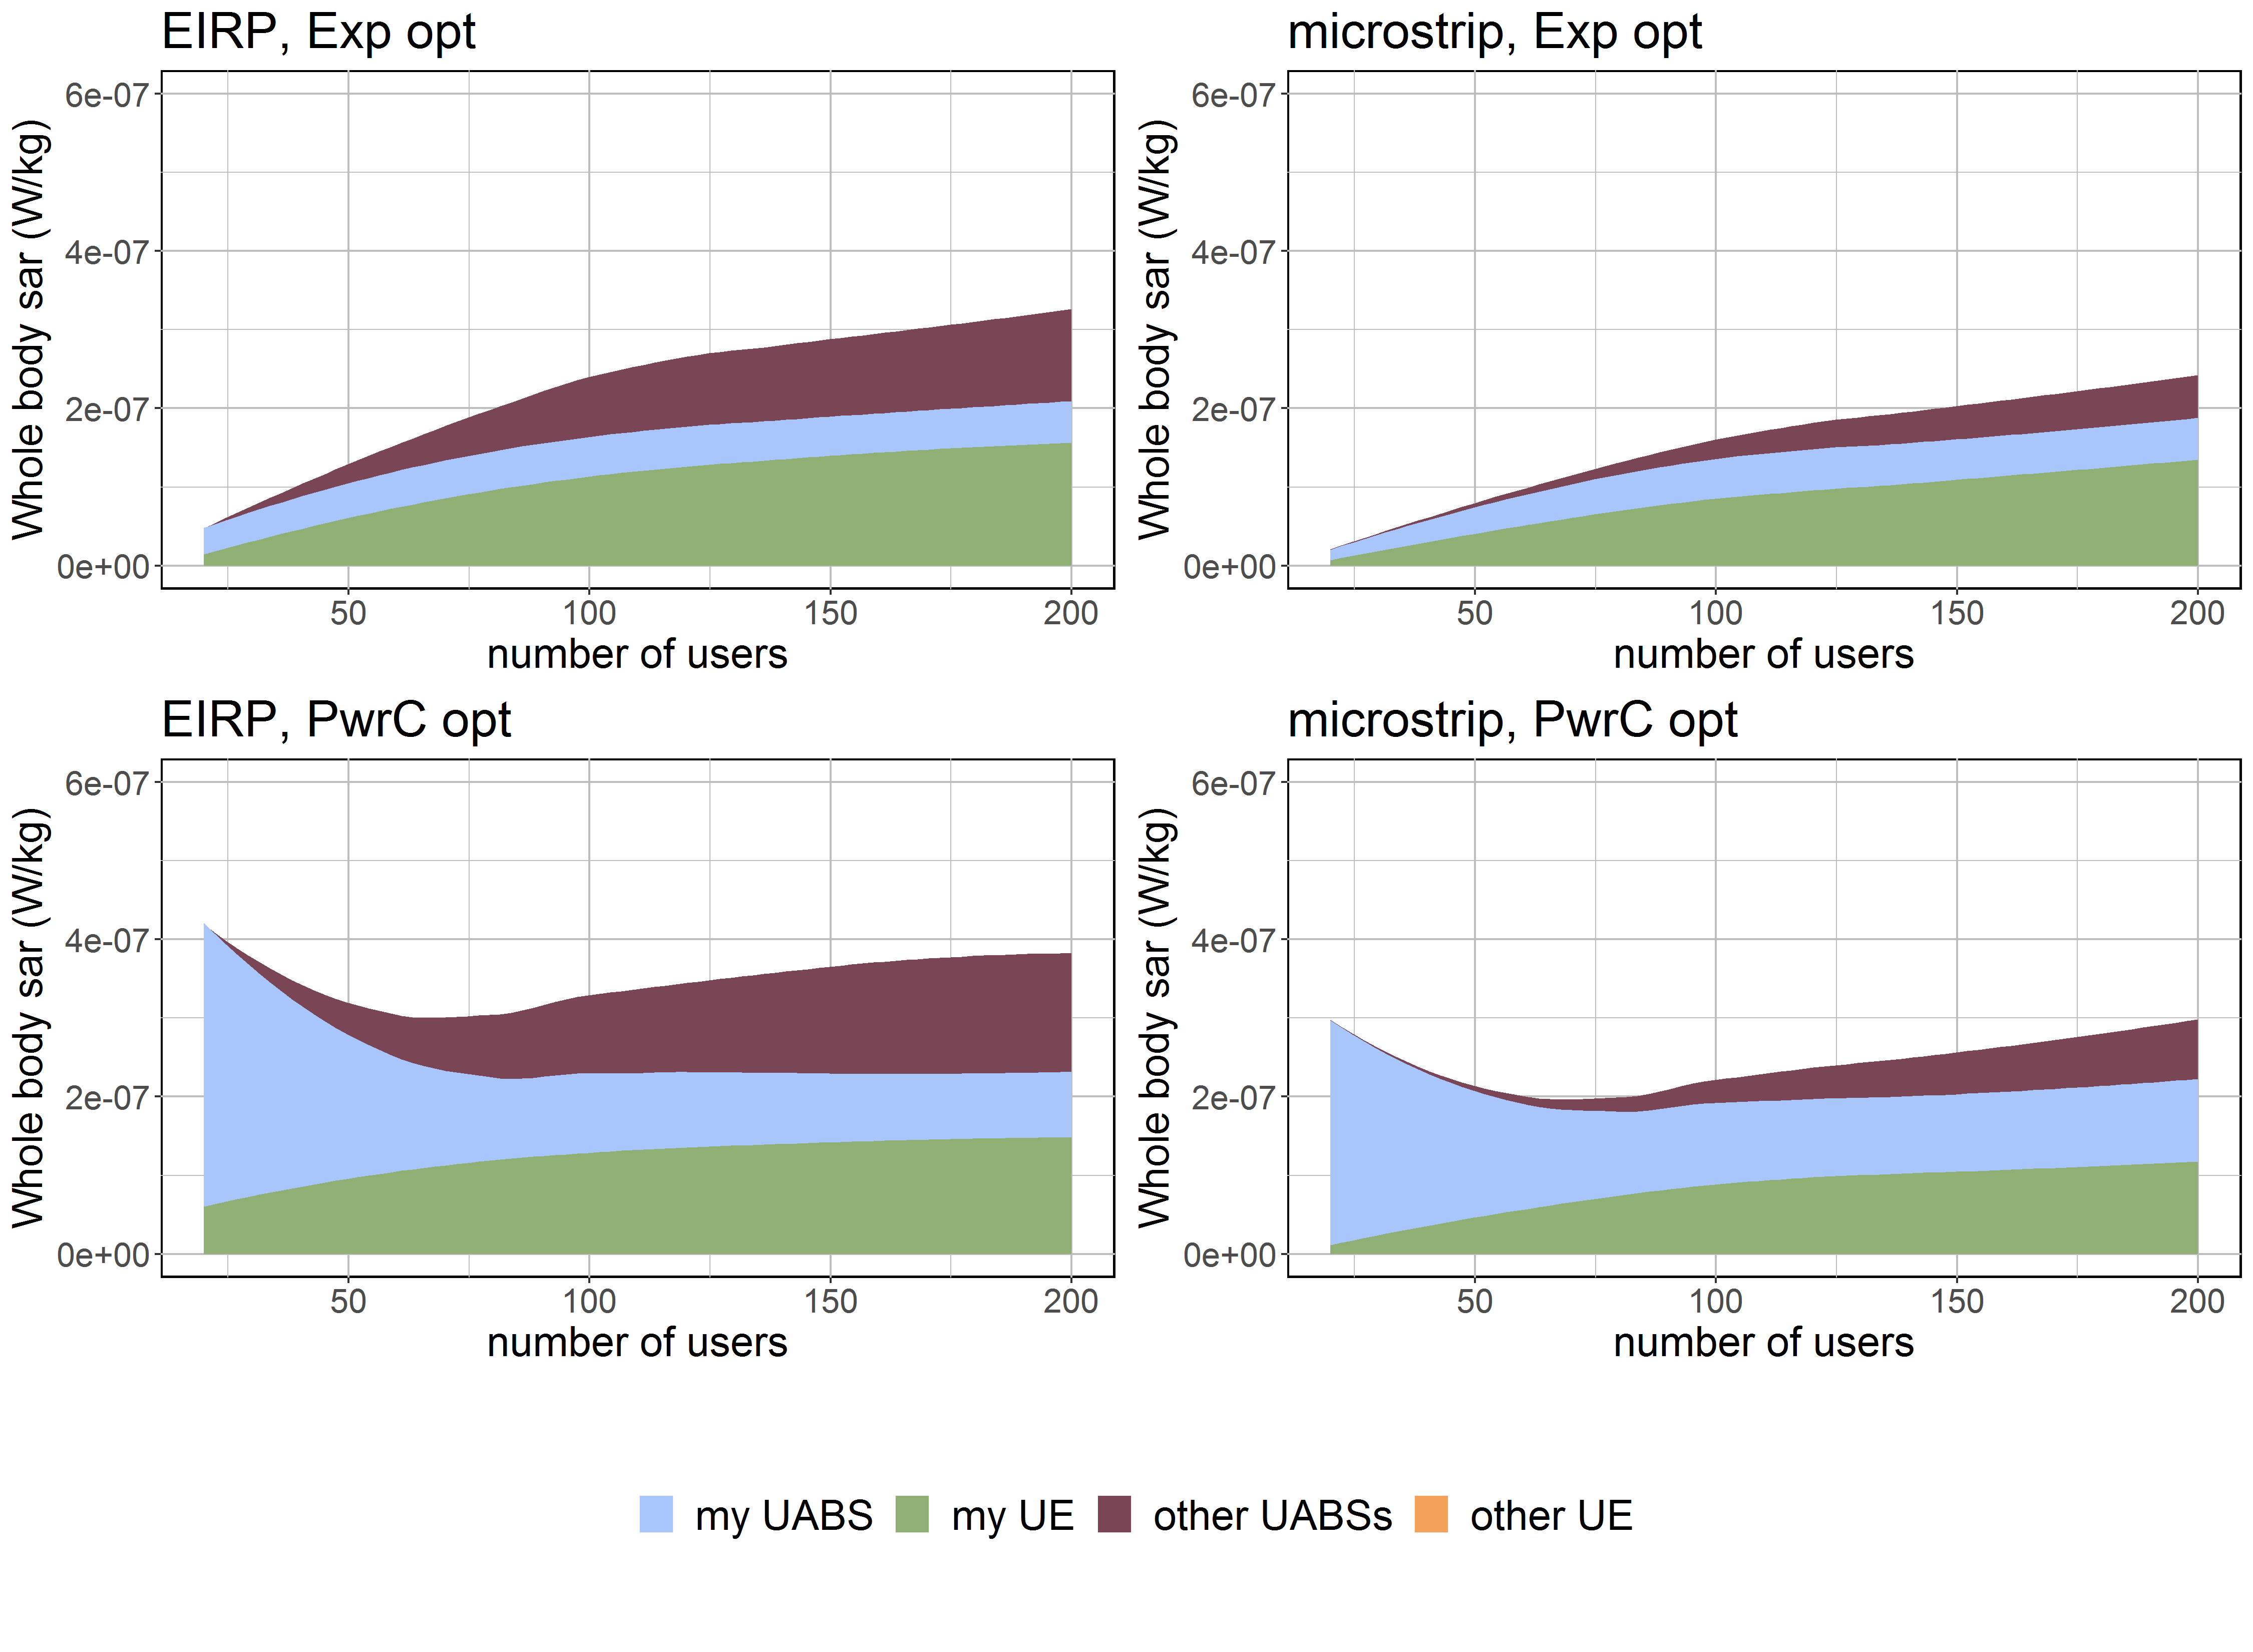 EIRP, Exp opt
Whole body sar (W/kg)
6e-07
4e-07
2e-07
0e+00
50 100 150 200
number of users
microstrip, Exp opt
Whole body sar (W/kg)
6e-07
4e-07
2e-07
0e+00
50 100 150 200
number of users
EIRP, PwrC opt
Whole body sar (W/kg)
6e-07
4e-07
2e-07
0e+00
50 100 150 200
number of users
microstrip, PwrC opt
Whole body sar (W/kg)
6e-07
4e-07
2e-07
0e+00
50 100 150 200
number of users
my UABS my UE other UABSs other UE